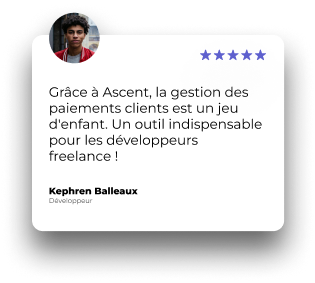 Grâce à Ascent, la gestion des
paiements clients est un jeu
d'enfant. Un outil indispensable
pour les développeurs
freelance !
Kephren Balleaux
Développeur